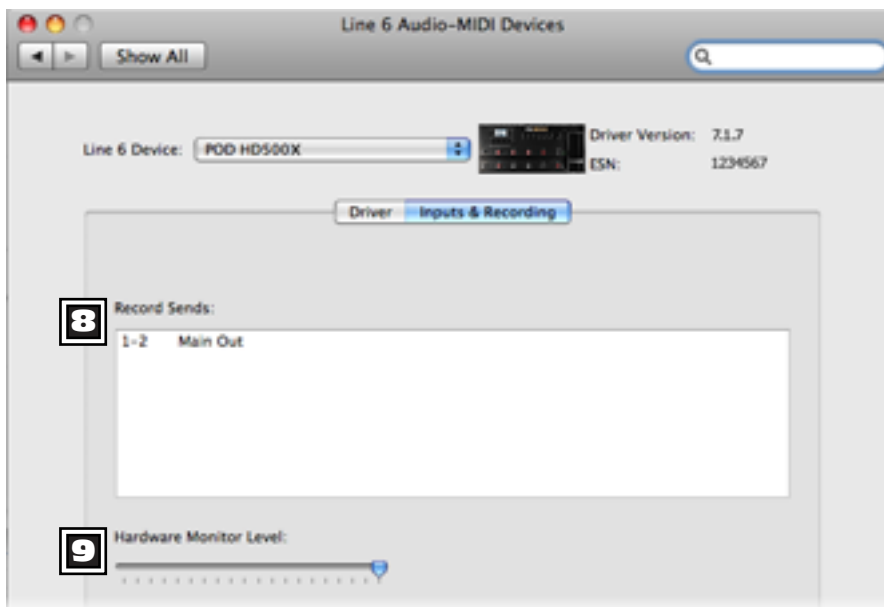 Line 6 Audio-MIDI Devices
Show All
Line 6 Device: POD HD500X
Driver Version: 7.1.7
ESN: 1234567
Driver Inputs & Recording
8 Record Sends:
1-2 Main Out
9 Hardware Monitor Level: